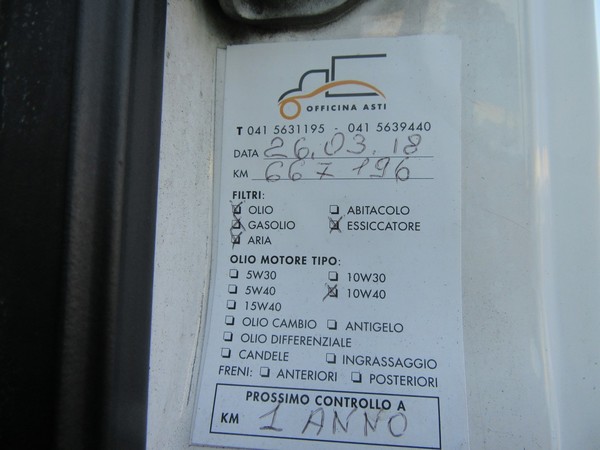 OFFICINA ASTI
T 041 5631195 - 041 5639440
DATA 26.03.18
KM 667196
FILTRI:
OLIO ABITACOLO
GASOLIO ESSICCATORE
ARIA
OLIO MOTORE TIPO:
5W30 10W30
5W40 10W40
15W40
OLIO CAMBIO ANTIGELO
OLIO DIFFERENZIALE
CANDELE INGRASSAGGIO
FRENI: ANTERIORI POSTERIORI
PROSSIMO CONTROLLO A
KM 1 ANNO